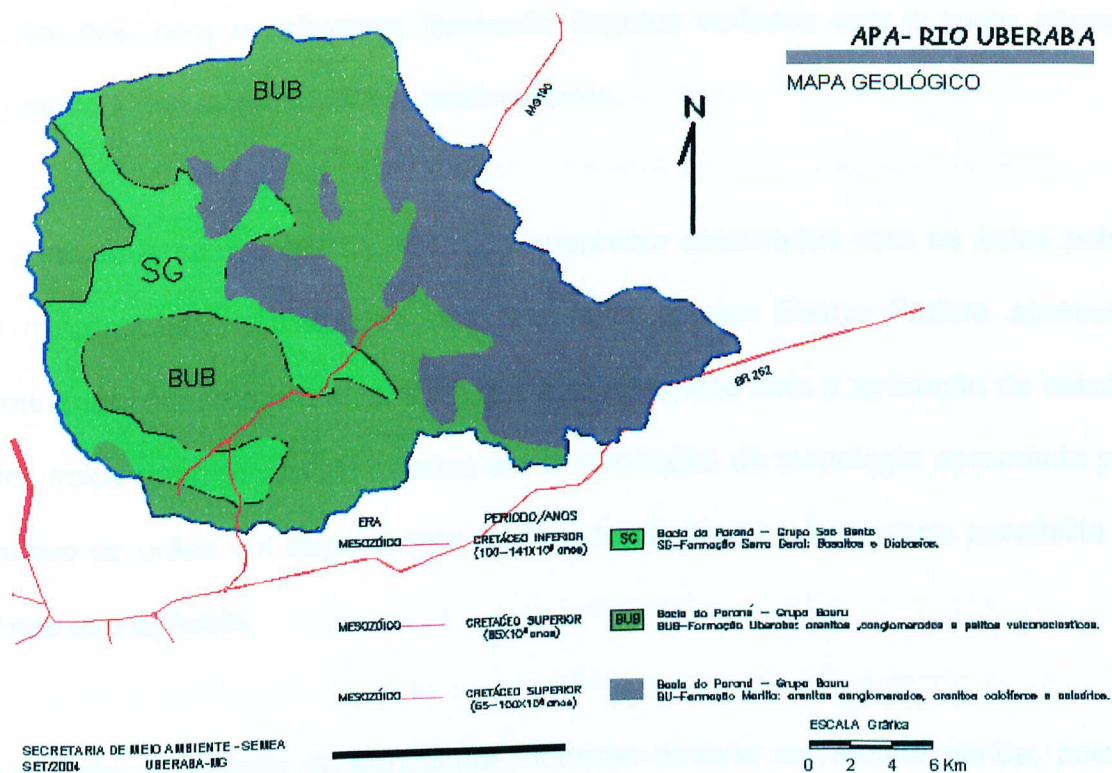 APA- RIO UBERABA
MAPA GEOLÓGICO
N
BUB
MG190
SG
BUB
BR 262
ERA
PERIODO/ANOS
MESOZÓICO
CRETÁCEO INFERIOR
(100-141X10⁶ anos)
SG
Bacia do Paraná - Grupo Sao Bento
SG-Formação Serra Geral: Basaltos e Diabasios.
MESOZÓICO
CRETÁCEO SUPERIOR
(85X10⁶ anos)
BUB
Bacia do Paraná - Grupo Bauru
BUB-Formação Uberaba: arenitos ,conglomerados e pelitos vulcanoclasticos.
MESOZÓICO
CRETÁCEO SUPERIOR
(65-100X10⁶ anos)
Bacia do Paraná - Grupo Bauru
BU-Formação Marilia: arenitos conglomerados, arenitos calciferos e calcários.
SECRETARIA DE MEIO AMBIENTE -SEMEA
SET/2004 UBERABA-MG
ESCALA Gráfica
0 2 4 6 Km